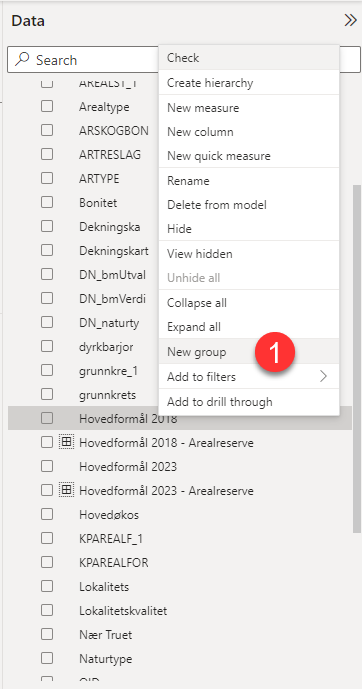 Data
Search
Check
AREALST_1
Create hierarchy
Arealtype
New measure
ARSKOGBON
New column
ARTRESLAG
New quick measure
ARTYPE
Rename
Bonitet
Delete from model
Dekningska
Hide
Dekningskart
View hidden
DN_bmUtval
Unhide all
DN_bmVerdi
Collapse all
DN_naturty
Expand all
dyrkbarjor
New group
1
grunnkre_1
Add to filters
grunnkrets
Add to drill through
Hovedformål 2018
Hovedformål 2018 - Arealreserve
Hovedformål 2023
Hovedformål 2023 - Arealreserve
Hovedøkos
KPAREALF_1
KPAREALFOR
Lokalitets
Lokalitetskvalitet
Nær Truet
Naturtype